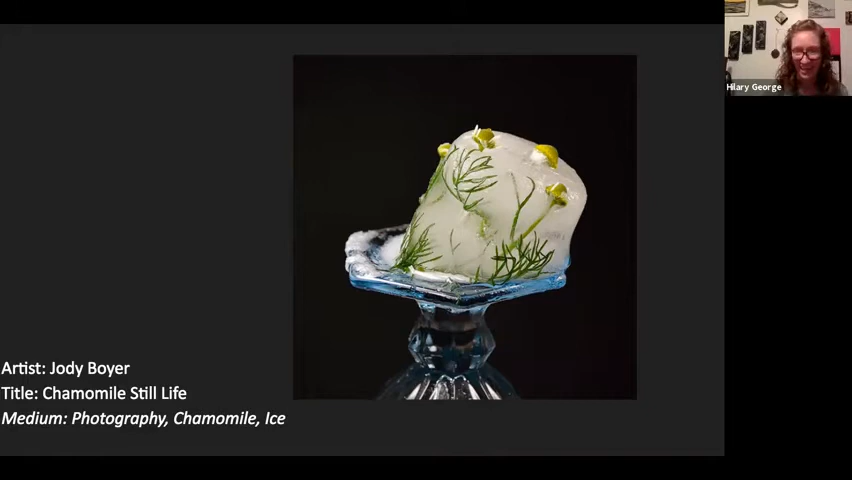 Hilary George
Artist: Jody Boyer
Title: Chamomile Still Life
Medium: Photography, Chamomile, Ice